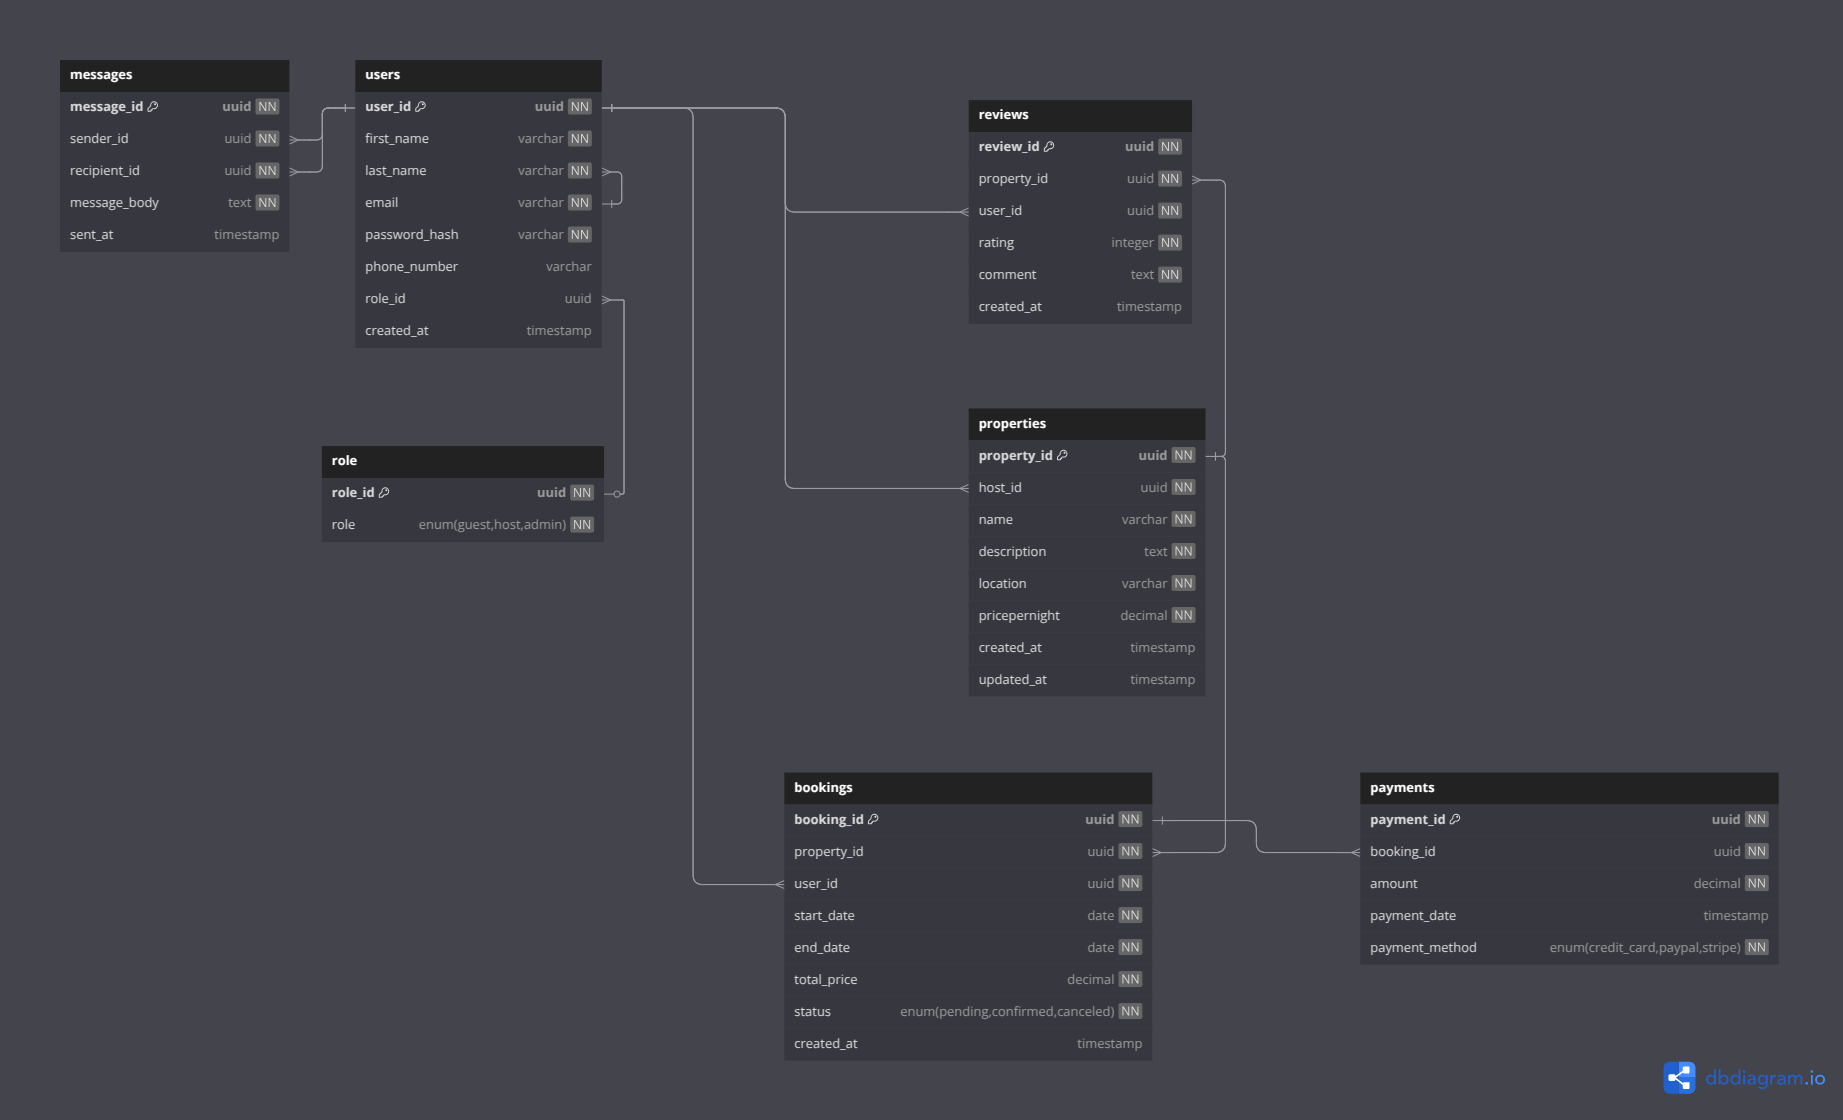 messages
message_id uuid NN
sender_id uuid NN
recipient_id uuid NN
message_body text NN
sent_at timestamp
users
user_id uuid NN
first_name varchar NN
last_name varchar NN
email varchar NN
password_hash varchar NN
phone_number varchar
role_id uuid
created_at timestamp
reviews
review_id uuid NN
property_id uuid NN
user_id uuid NN
rating integer NN
comment text NN
created_at timestamp
role
role_id uuid NN
role enum(guest,host,admin) NN
properties
property_id uuid NN
host_id uuid NN
name varchar NN
description text NN
location varchar NN
pricepernight decimal NN
created_at timestamp
updated_at timestamp
bookings
booking_id uuid NN
property_id uuid NN
user_id uuid NN
start_date date NN
end_date date NN
total_price decimal NN
status enum(pending,confirmed,canceled) NN
created_at timestamp
payments
payment_id uuid NN
booking_id uuid NN
amount decimal NN
payment_date timestamp
payment_method enum(credit_card,paypal,stripe) NN
dbdiagram.io